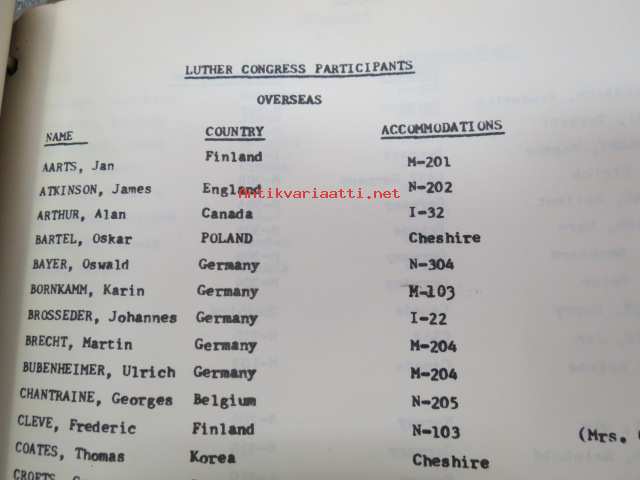 LUTHER CONGRESS PARTICIPANTS
OVERSEAS
NAME COUNTRY ACCOMMODATIONS
AARTS, Jan Finland M-201
ATKINSON, James England N-202
Antikvariaatti.net
ARTHUR, Alan Canada I-32
BARTEL, Oskar POLAND Cheshire
BAYER, Oswald Germany N-304
BORNKAMM, Karin Germany M-103
BROSSEDER, Johannes Germany I-22
BRECHT, Martin Germany M-204
BUBENHEIMER, Ulrich Germany M-204
CHANTRAINE, Georges Belgium N-205
CLEVE, Frederic Finland N-103 (Mrs.
COATES, Thomas Korea Cheshire